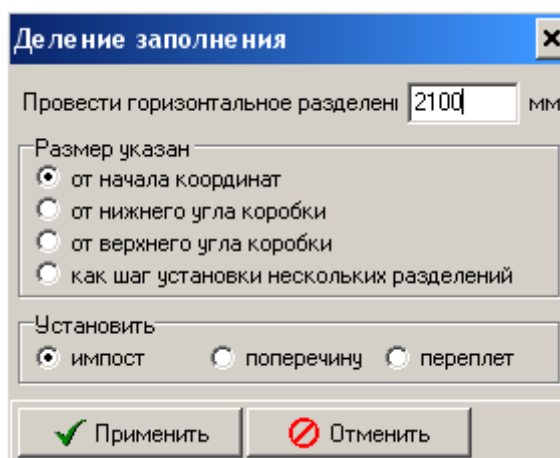 Деление заполнения
Провести горизонтальное разделени 2100 мм
Размер указан
от начала координат
от нижнего угла коробки
от верхнего угла коробки
как шаг установки нескольких разделений
Установить
импост поперечину переплет
Применить Отменить